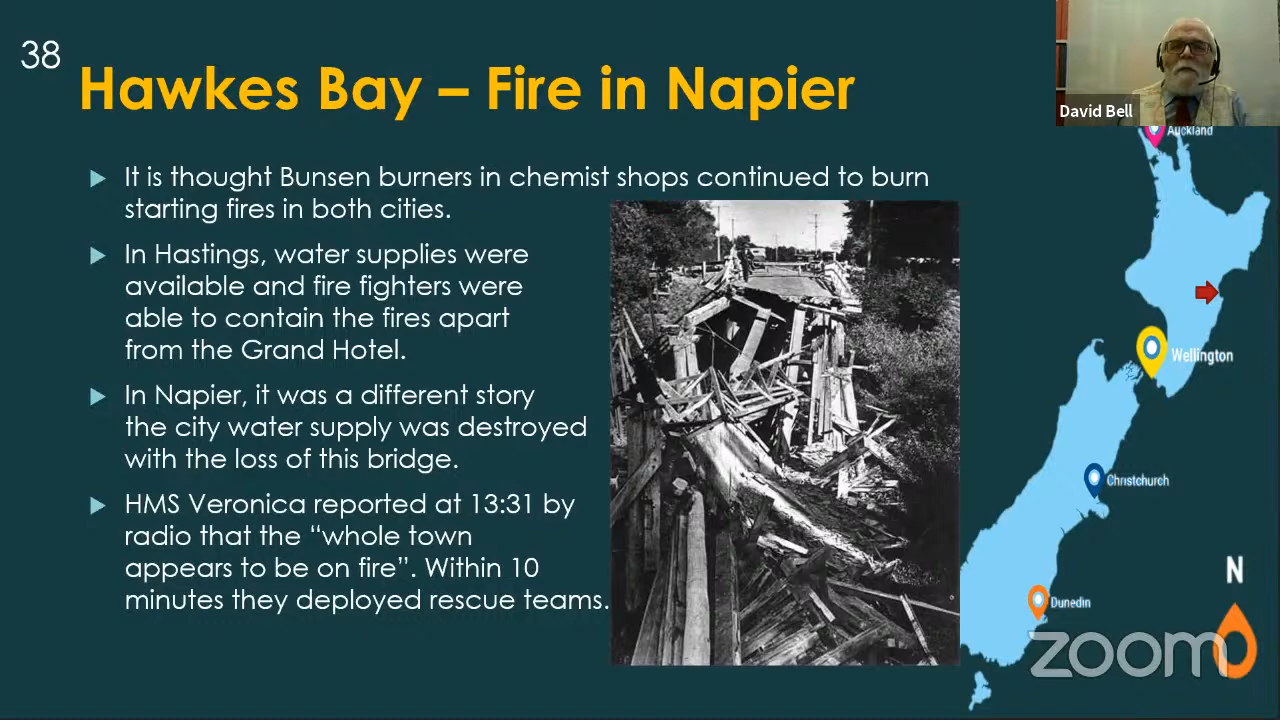 38
Hawkes Bay – Fire in Napier
It is thought Bunsen burners in chemist shops continued to burn
starting fires in both cities.
In Hastings, water supplies were
available and fire fighters were
able to contain the fires apart
from the Grand Hotel.
In Napier, it was a different story
the city water supply was destroyed
with the loss of this bridge.
HMS Veronica reported at 13:31 by
radio that the “whole town
appears to be on fire”. Within 10
minutes they deployed rescue teams.
David Bell
Auckland
Wellington
Christchurch
N
Dunedin
zoom